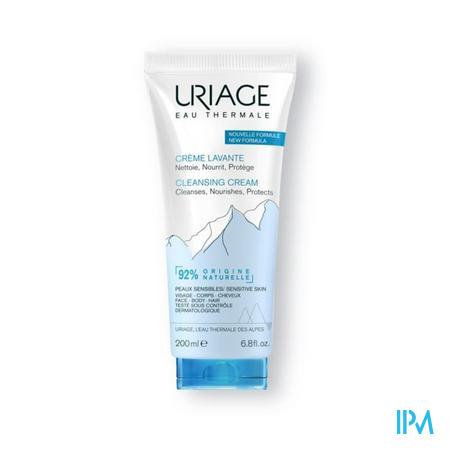 URIAGE
EAU THERMALE
NOUVELLE FORMULE
NEW FORMULA
CRÈME LAVANTE
Nettoie, Nourrit, Protège
CLEANSING CREAM
Cleanses, Nourishes, Protects
92% ORIGINE
NATURELLE
PEAUX SENSIBLES/ SENSITIVE SKIN
VISAGE - CORPS - CHEVEUX
FACE - BODY - HAIR
TESTÉ SOUS CONTRÔLE
DERMATOLOGIQUE
URIAGE, L'EAU THERMALE DES ALPES
200 ml e 6.8fl.oz.
IPM